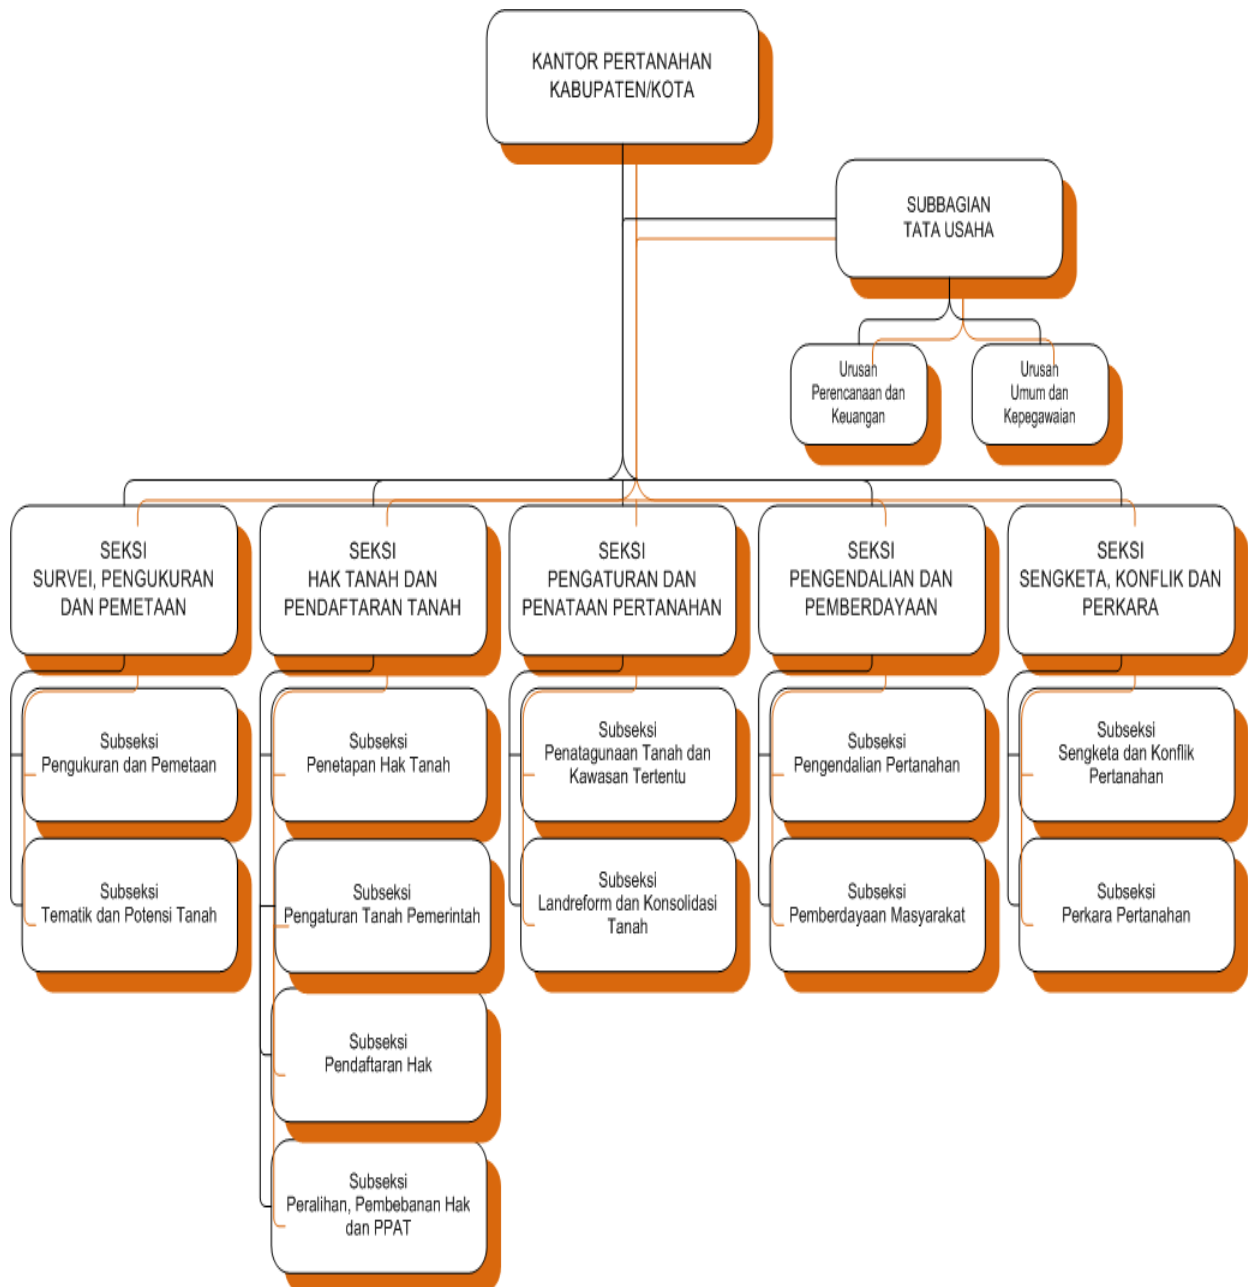 KANTOR PERTANAHAN
KABUPATEN/KOTA
SUBBAGIAN
TATA USAHA
Urusan
Perencanaan dan
Keuangan
Urusan
Umum dan
Kepegawaian
SEKSI
SURVEI, PENGUKURAN
DAN PEMETAAN
SEKSI
HAK TANAH DAN
PENDAFTARAN TANAH
SEKSI
PENGATURAN DAN
PENATAAN PERTANAHAN
SEKSI
PENGENDALIAN DAN
PEMBERDAYAAN
SEKSI
SENGKETA, KONFLIK DAN
PERKARA
Subseksi
Pengukuran dan Pemetaan
Subseksi
Penetapan Hak Tanah
Subseksi
Penatagunaan Tanah dan
Kawasan Tertentu
Subseksi
Pengendalian Pertanahan
Subseksi
Sengketa dan Konflik
Pertanahan
Subseksi
Tematik dan Potensi Tanah
Subseksi
Pengaturan Tanah Pemerintah
Subseksi
Landreform dan Konsolidasi
Tanah
Subseksi
Pemberdayaan Masyarakat
Subseksi
Perkara Pertanahan
Subseksi
Pendaftaran Hak
Subseksi
Peralihan, Pembebanan Hak
dan PPAT